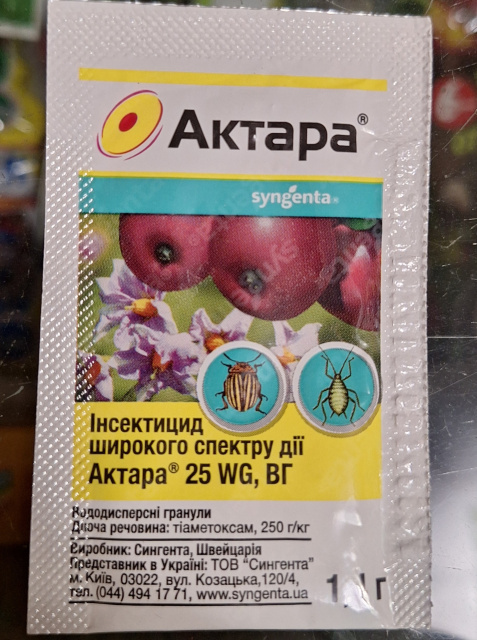 Актара®
syngenta®
Інсектицид
широкого спектру дії
Актара® 25 WG, ВГ
Вододисперсні гранули
Діюча речовина: тіаметоксам, 250 г/кг
Виробник: Сингента, Швейцарія
Представник в Україні: ТОВ "Сингента"
м. Київ, 03022, вул. Козацька,120/4,
тел. (044) 494 17 71, www.syngenta.ua
г